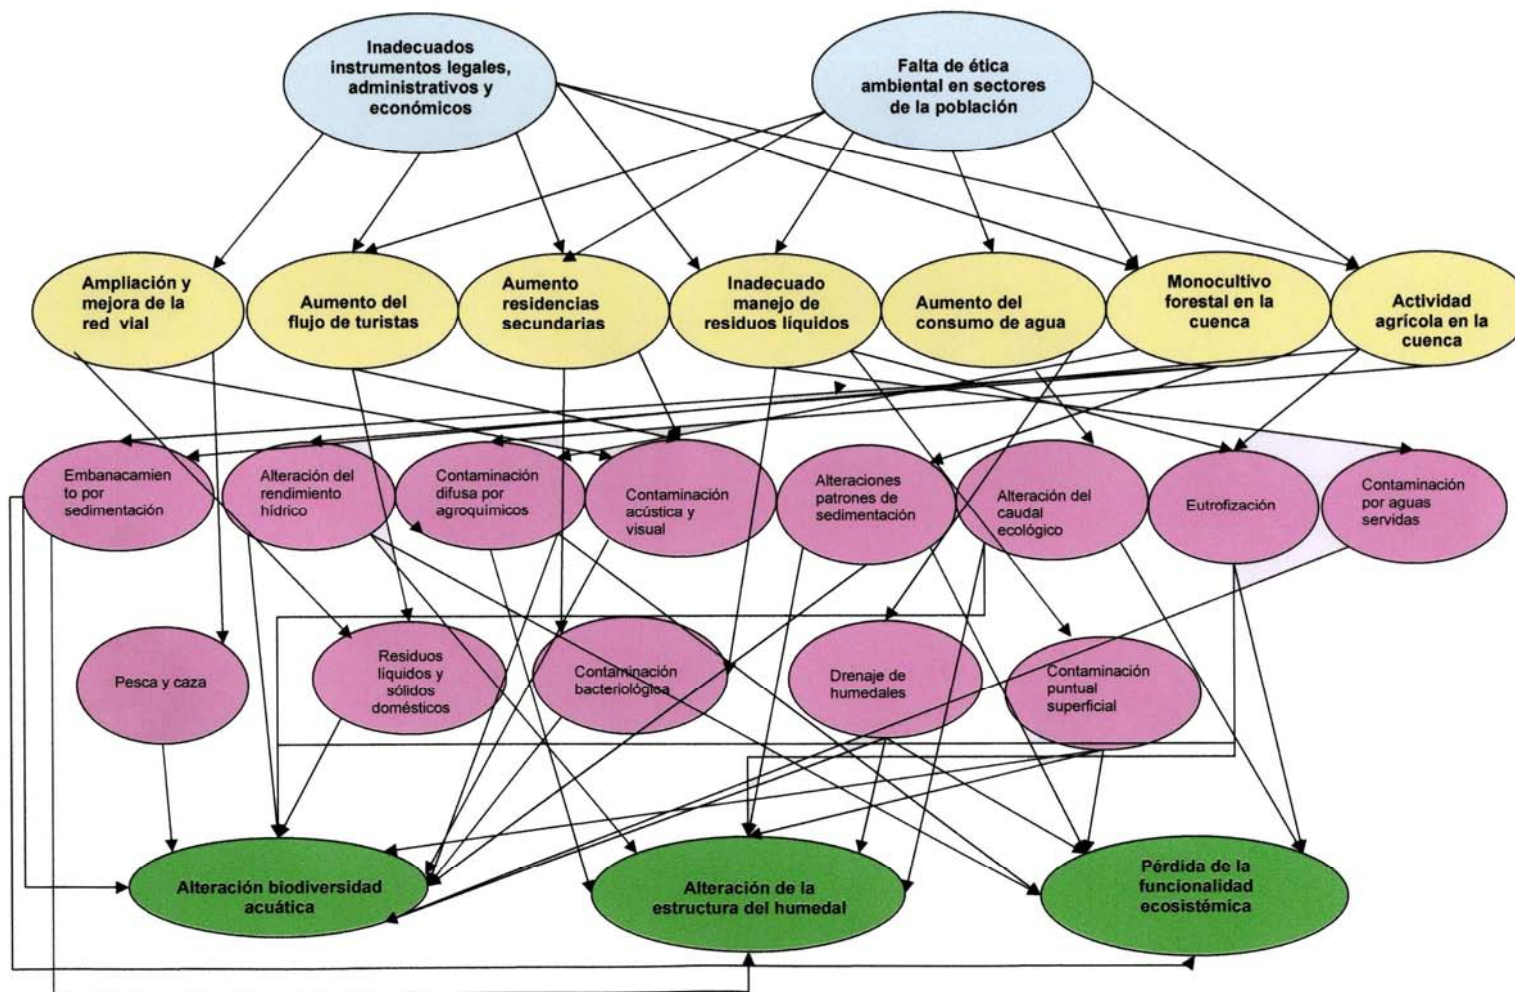 Inadecuados
instrumentos legales,
administrativos y
económicos
Falta de ética
ambiental en sectores
de la población
Ampliación y
mejora de la
red vial
Aumento del
flujo de turistas
Aumento
residencias
secundarias
Inadecuado
manejo de
residuos líquidos
Aumento del
consumo de agua
Monocultivo
forestal en la
cuenca
Actividad
agrícola en la
cuenca
Embanacamien
to por
sedimentación
Alteración del
rendimiento
hídrico
Contaminación
difusa por
agroquímicos
Contaminación
acústica y
visual
Alteraciones
patrones de
sedimentación
Alteración del
caudal
ecológico
Eutrofización
Contaminación
por aguas
servidas
Pesca y caza
Residuos
líquidos y
sólidos
domésticos
Contaminación
bacteriológica
Drenaje de
humedales
Contaminación
puntual
superficial
Alteración biodiversidad
acuática
Alteración de la
estructura del humedal
Pérdida de la
funcionalidad
ecosistémica